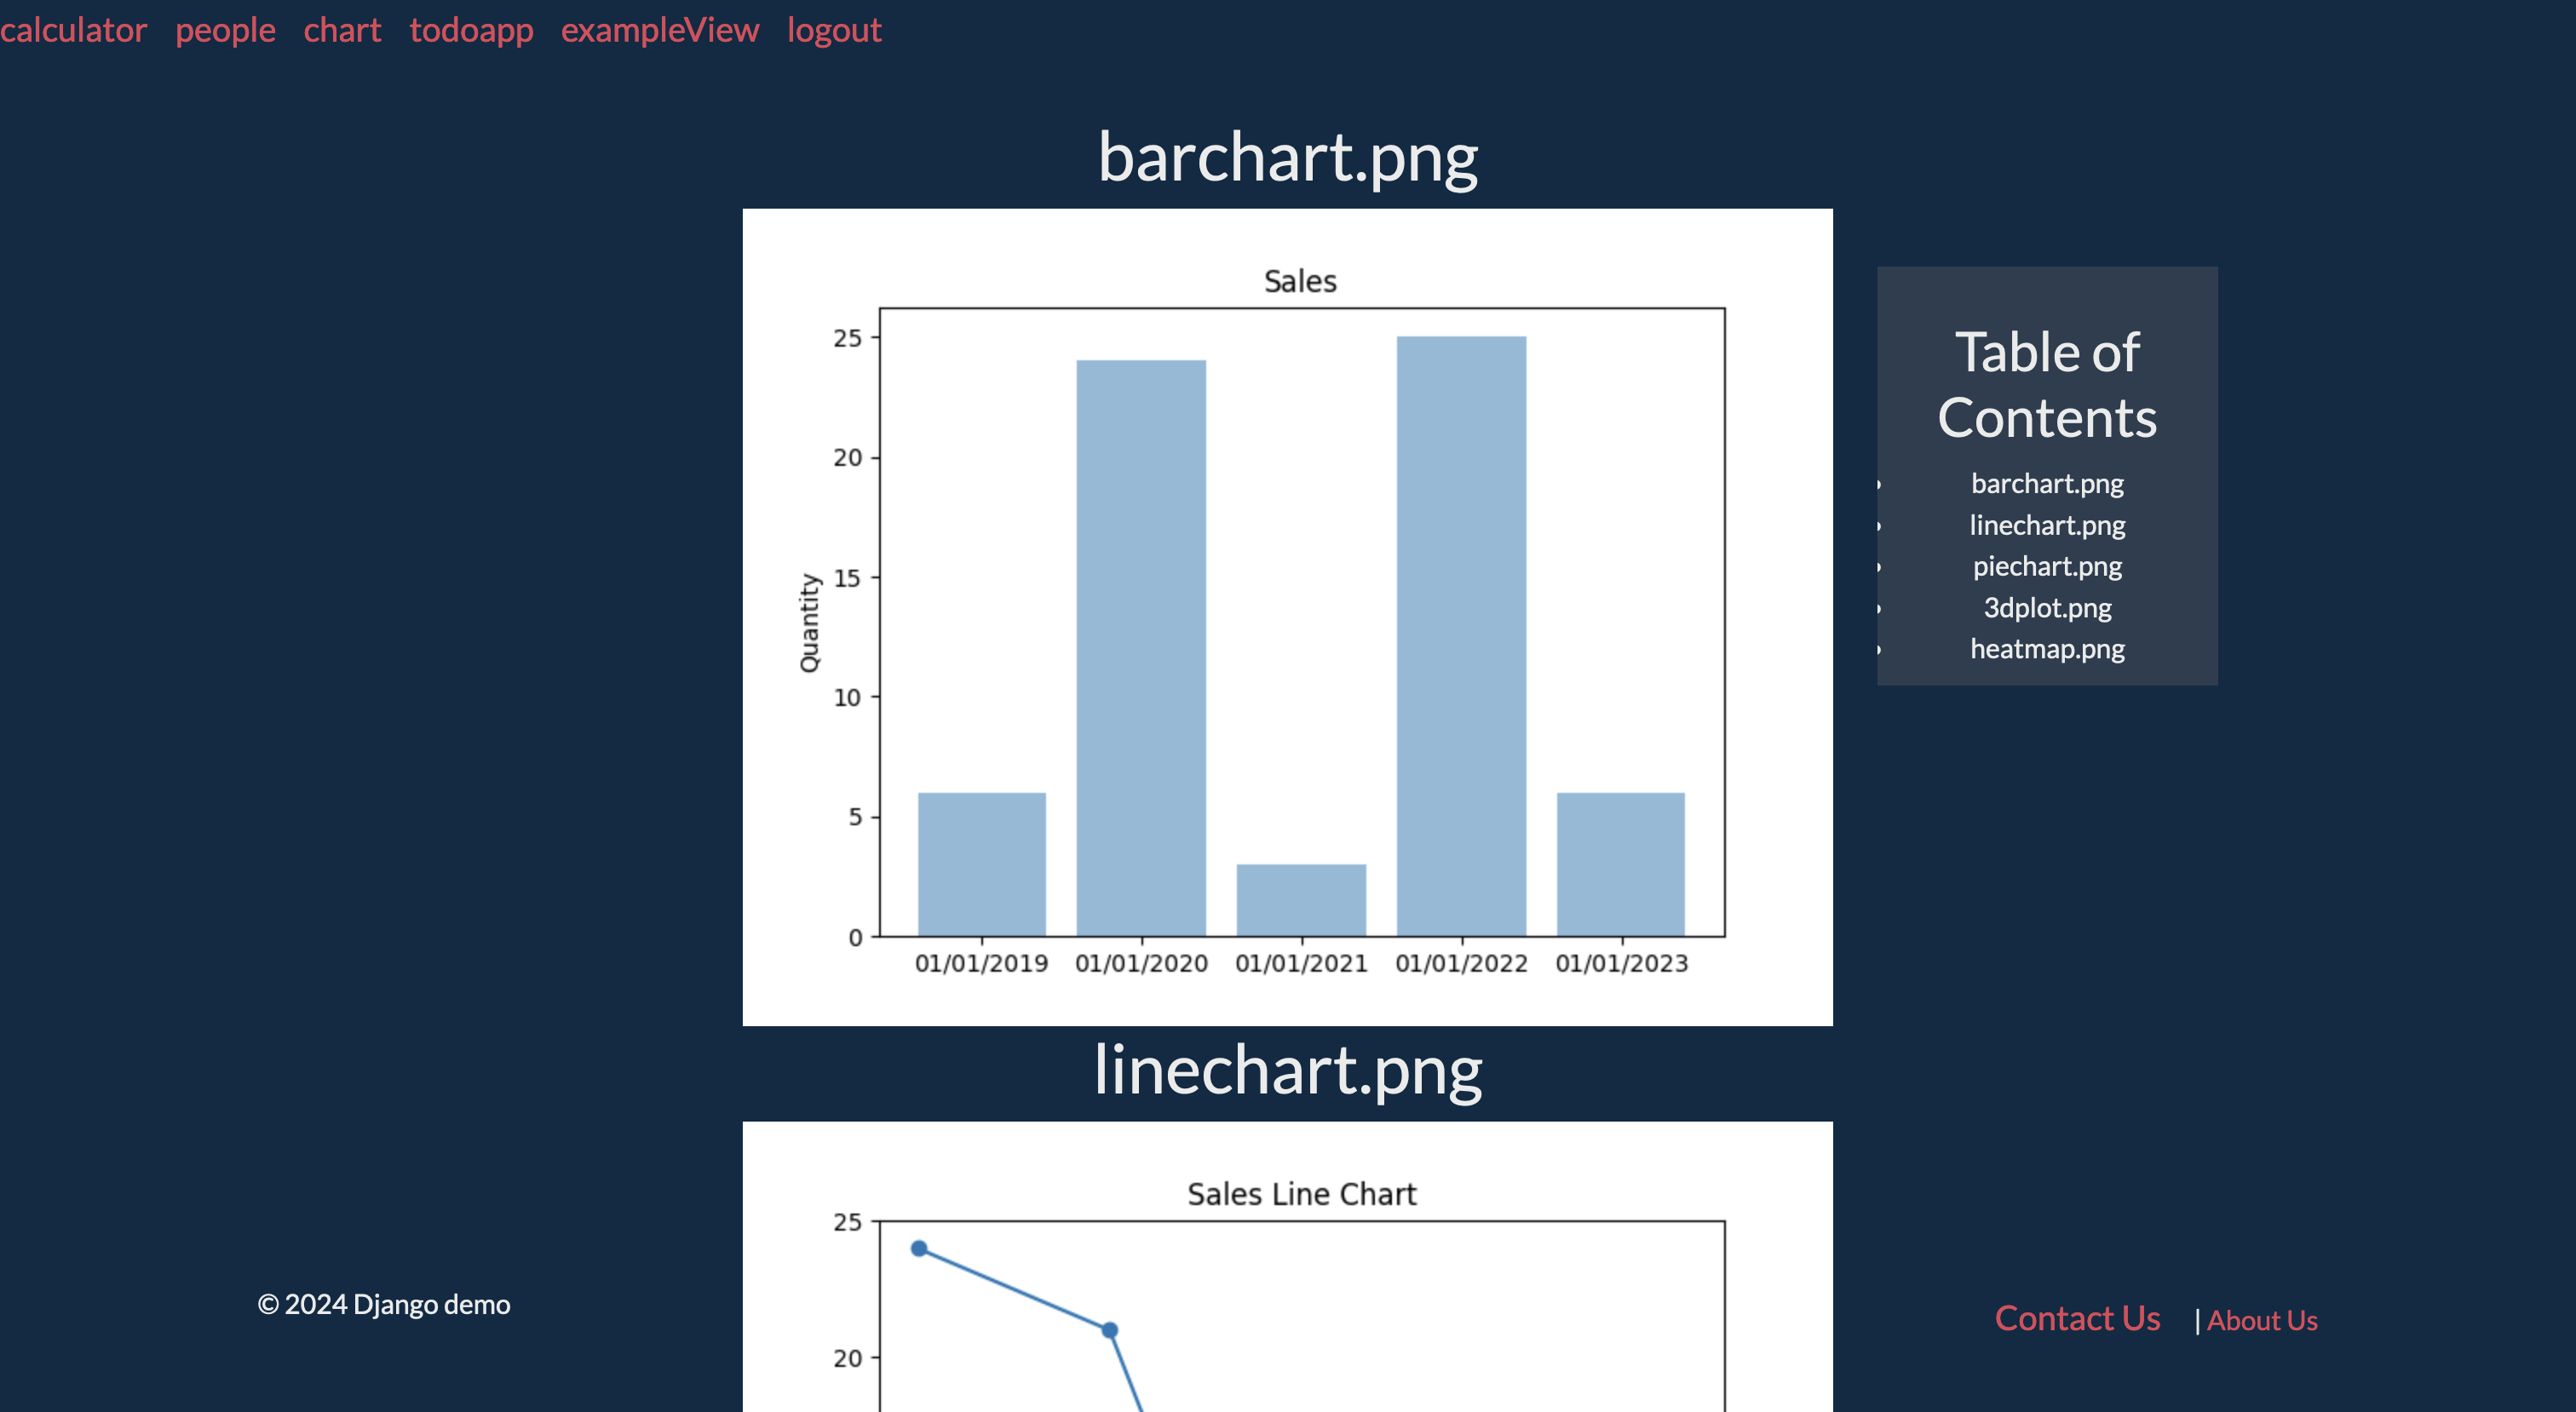 calculator people chart todoapp exampleView logout
barchart.png
Sales
25
20
15
10
5
0
Quantity
01/01/2019 01/01/2020 01/01/2021 01/01/2022 01/01/2023
Table of
Contents
barchart.png
linechart.png
piechart.png
3dplot.png
heatmap.png
linechart.png
Sales Line Chart
25
20
© 2024 Django demo
Contact Us | About Us